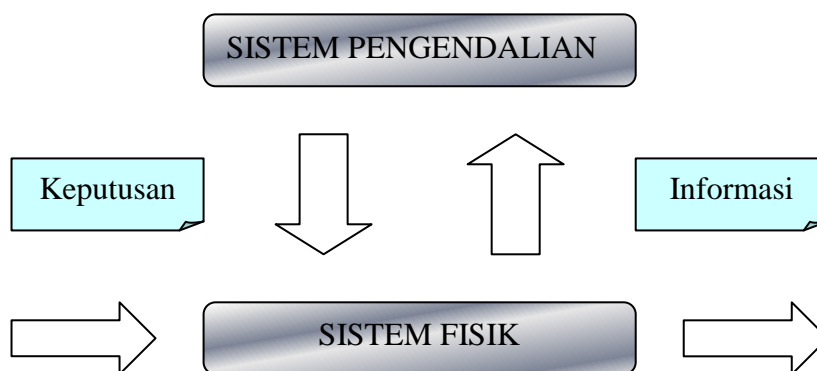 SISTEM PENGENDALIAN
Keputusan
Informasi
SISTEM FISIK